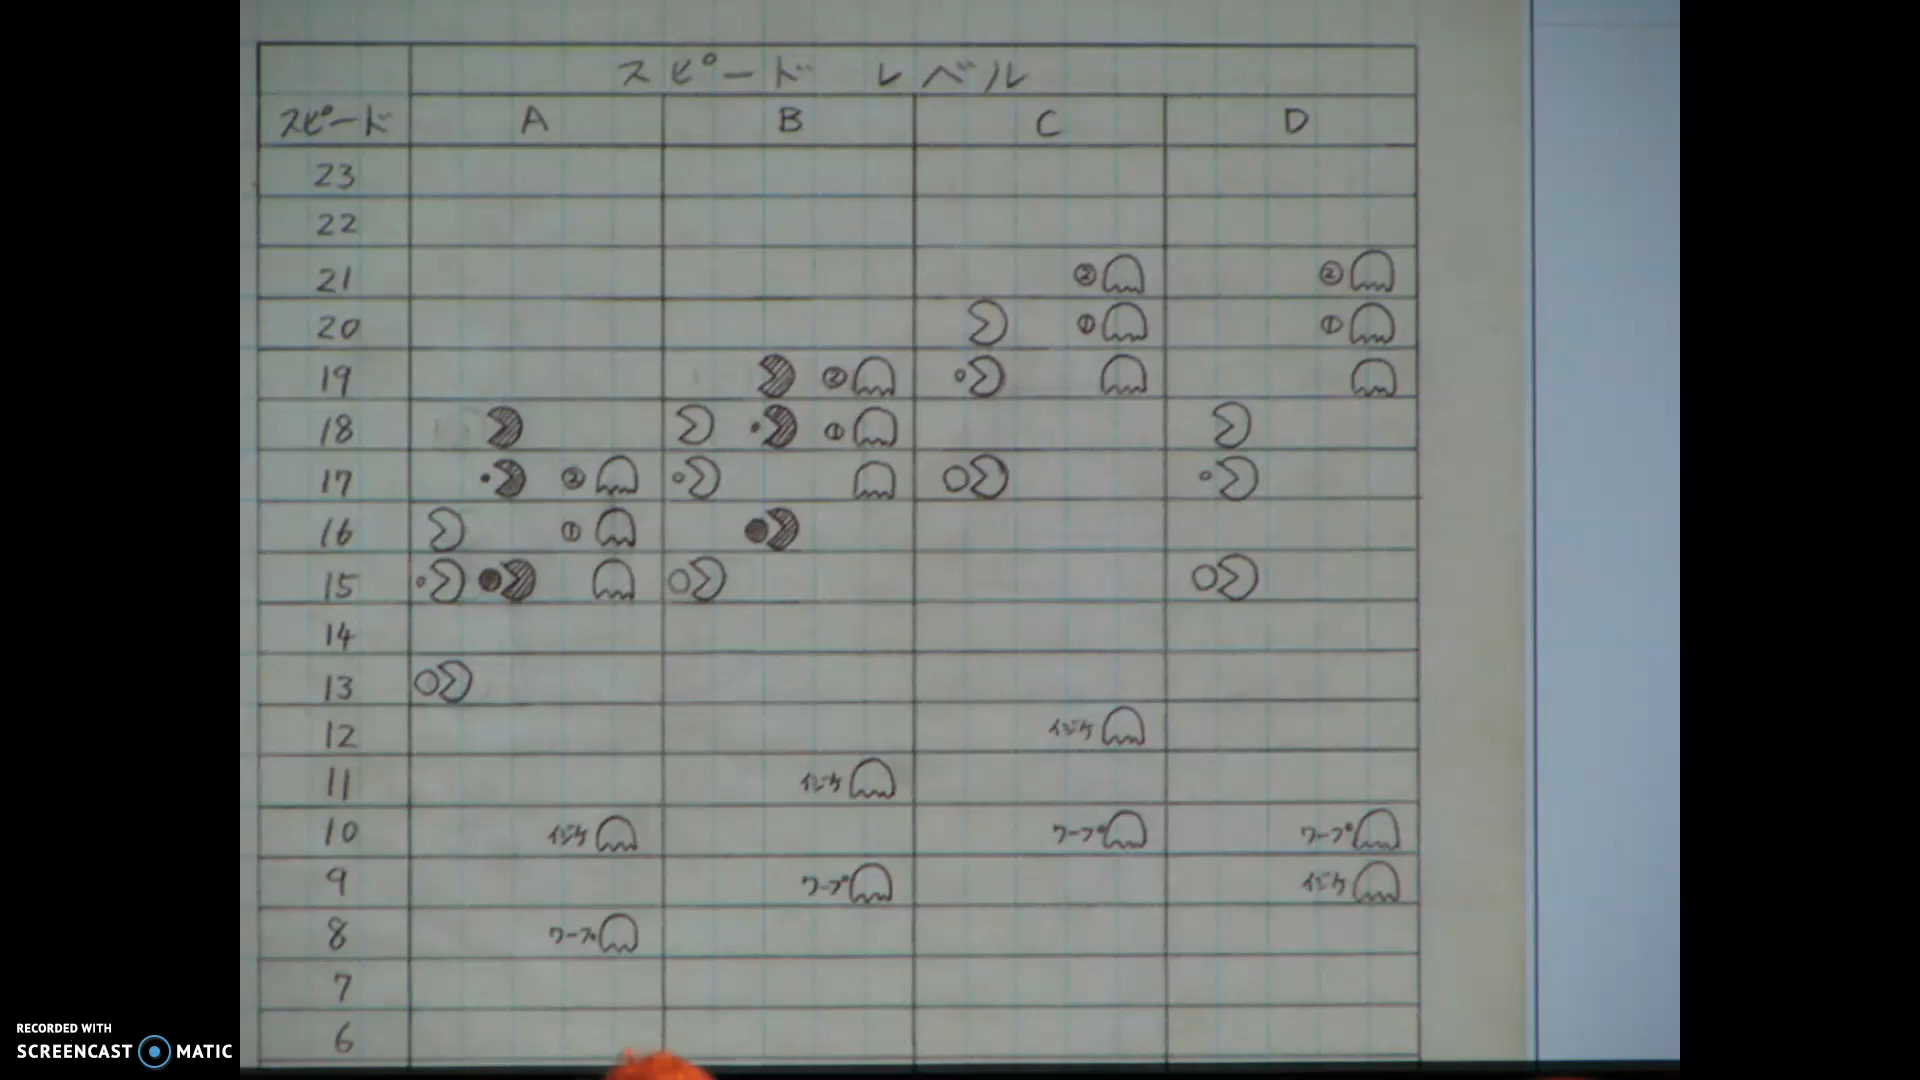 スピード レベル
スピード A B C D
23
22
21 ② ②
20 ① ①
19 ②
18 ①
17 ②
16 ①
15
14
13
12 イジケ
11 イジケ
10 イジケ ワープ ワープ
9 ワープ イジケ
8 ワープ
7
6
RECORDED WITH
SCREENCAST MATIC